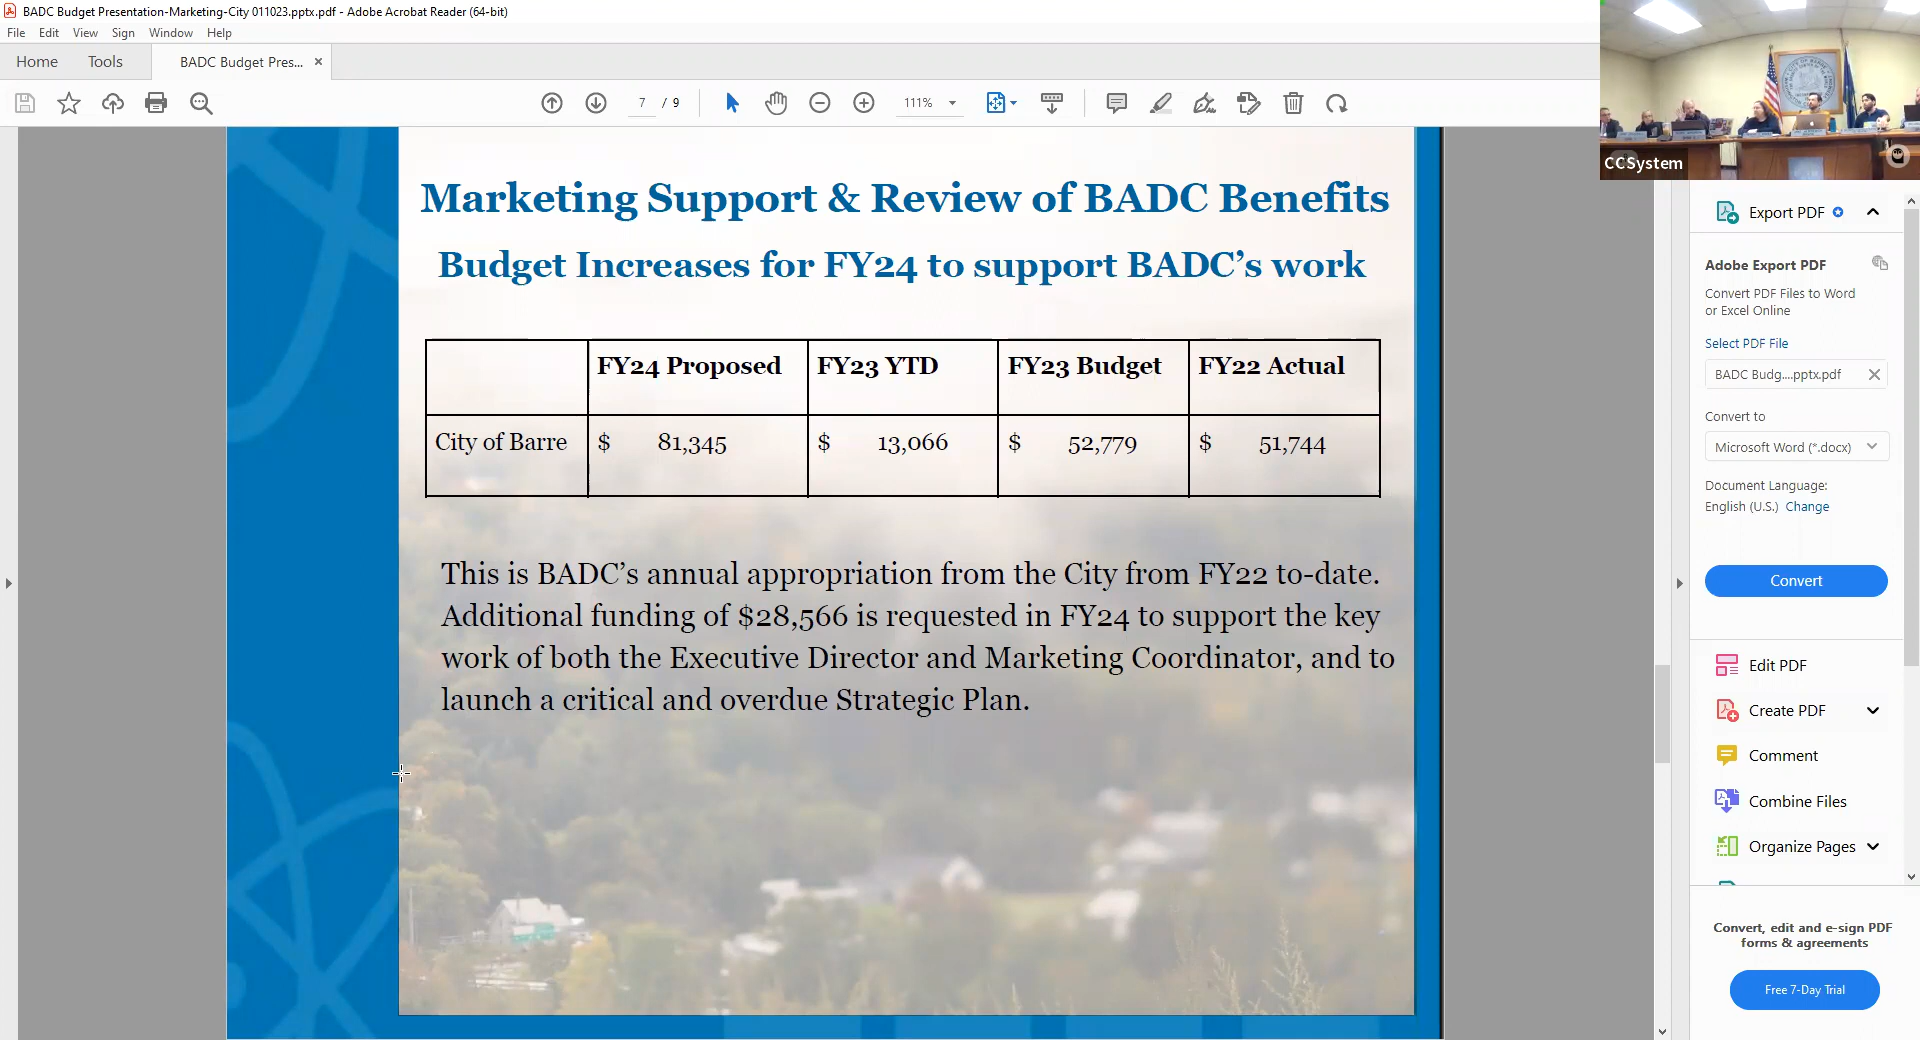 BADC Budget Presentation-Marketing-City 011023.pptx.pdf - Adobe Acrobat Reader (64-bit)
File Edit View Sign Window Help
Home Tools BADC Budget Pres... ×
7 / 9 111%
CCSystem
Marketing Support & Review of BADC Benefits
Budget Increases for FY24 to support BADC's work
FY24 Proposed FY23 YTD FY23 Budget FY22 Actual
City of Barre $ 81,345 $ 13,066 $ 52,779 $ 51,744
This is BADC's annual appropriation from the City from FY22 to-date.
Additional funding of $28,566 is requested in FY24 to support the key
work of both the Executive Director and Marketing Coordinator, and to
launch a critical and overdue Strategic Plan.
Export PDF
Adobe Export PDF
Convert PDF Files to Word
or Excel Online
Select PDF File
BADC Budg....pptx.pdf
Convert to
Microsoft Word (*.docx)
Document Language:
English (U.S.) Change
Convert
Edit PDF
Create PDF
Comment
Combine Files
Organize Pages
Convert, edit and e-sign PDF
forms & agreements
Free 7-Day Trial